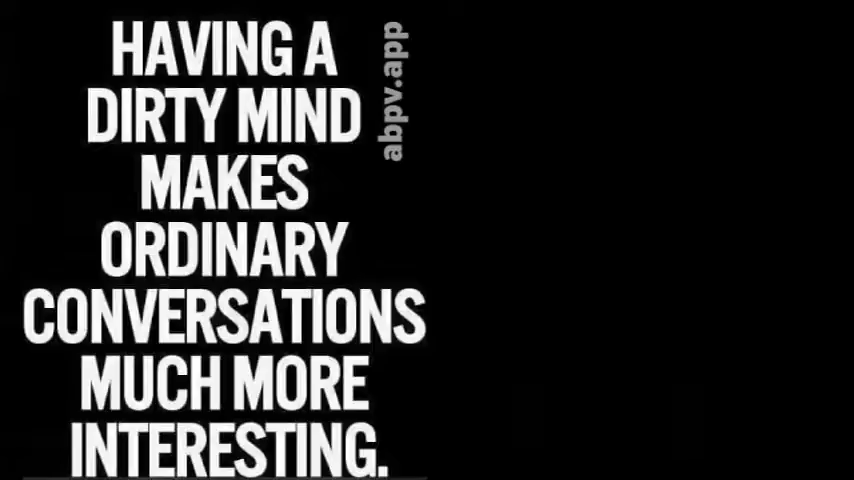 HAVING A
DIRTY MIND
MAKES
ORDINARY
CONVERSATIONS
MUCH MORE
INTERESTING.
abpv.app